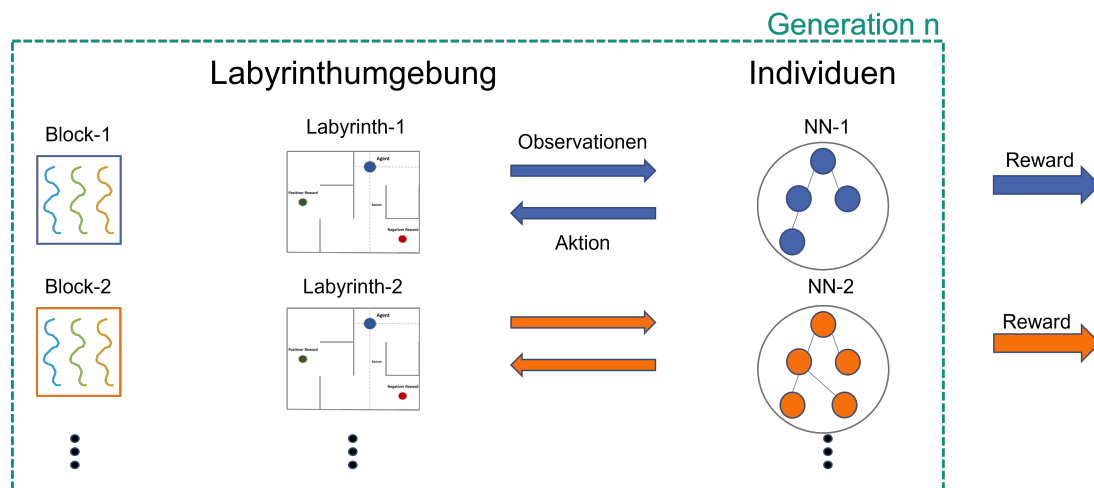 Generation n
Labyrinthumgebung
Individuen
Block-1
Labyrinth-1
Observationen
NN-1
Reward
Agent
Positiver Reward
Sensor
Negativer Reward
Aktion
Block-2
Labyrinth-2
NN-2
Reward
Agent
Positiver Reward
Sensor
Negativer Reward